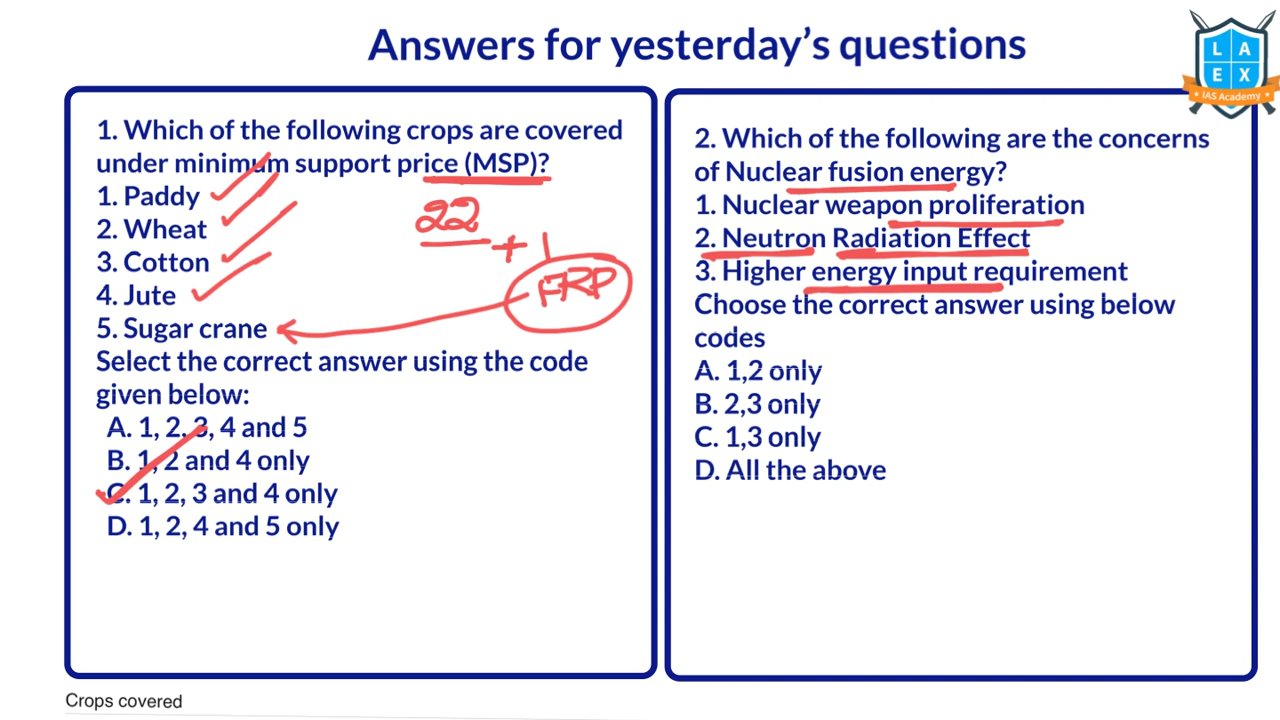 Answers for yesterday's questions
L A
E X
IAS Academy
1. Which of the following crops are covered
under minimum support price (MSP)?
1. Paddy
2. Wheat
3. Cotton
4. Jute
5. Sugar crane
22 + 1
FRP
Select the correct answer using the code
given below:
A. 1, 2, 3, 4 and 5
B. 1, 2 and 4 only
C. 1, 2, 3 and 4 only
D. 1, 2, 4 and 5 only
2. Which of the following are the concerns
of Nuclear fusion energy?
1. Nuclear weapon proliferation
2. Neutron Radiation Effect
3. Higher energy input requirement
Choose the correct answer using below
codes
A. 1,2 only
B. 2,3 only
C. 1,3 only
D. All the above
Crops covered